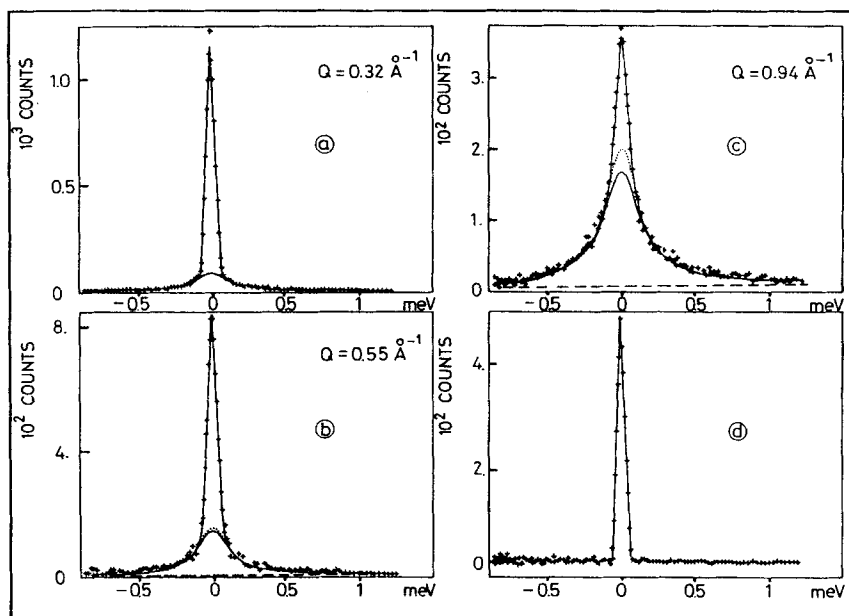 10³ COUNTS
1.0
0.5
0
Q = 0.32 Å⁻¹
ⓐ
−0.5 0 0.5 1 meV
10² COUNTS
3.
2.
1.
0
Q = 0.94 Å⁻¹
ⓒ
−0.5 0 0.5 1 meV
10² COUNTS
8.
4.
0
Q = 0.55 Å⁻¹
ⓑ
−0.5 0 0.5 1 meV
10² COUNTS
4.
2.
0
ⓓ
−0.5 0 0.5 1 meV